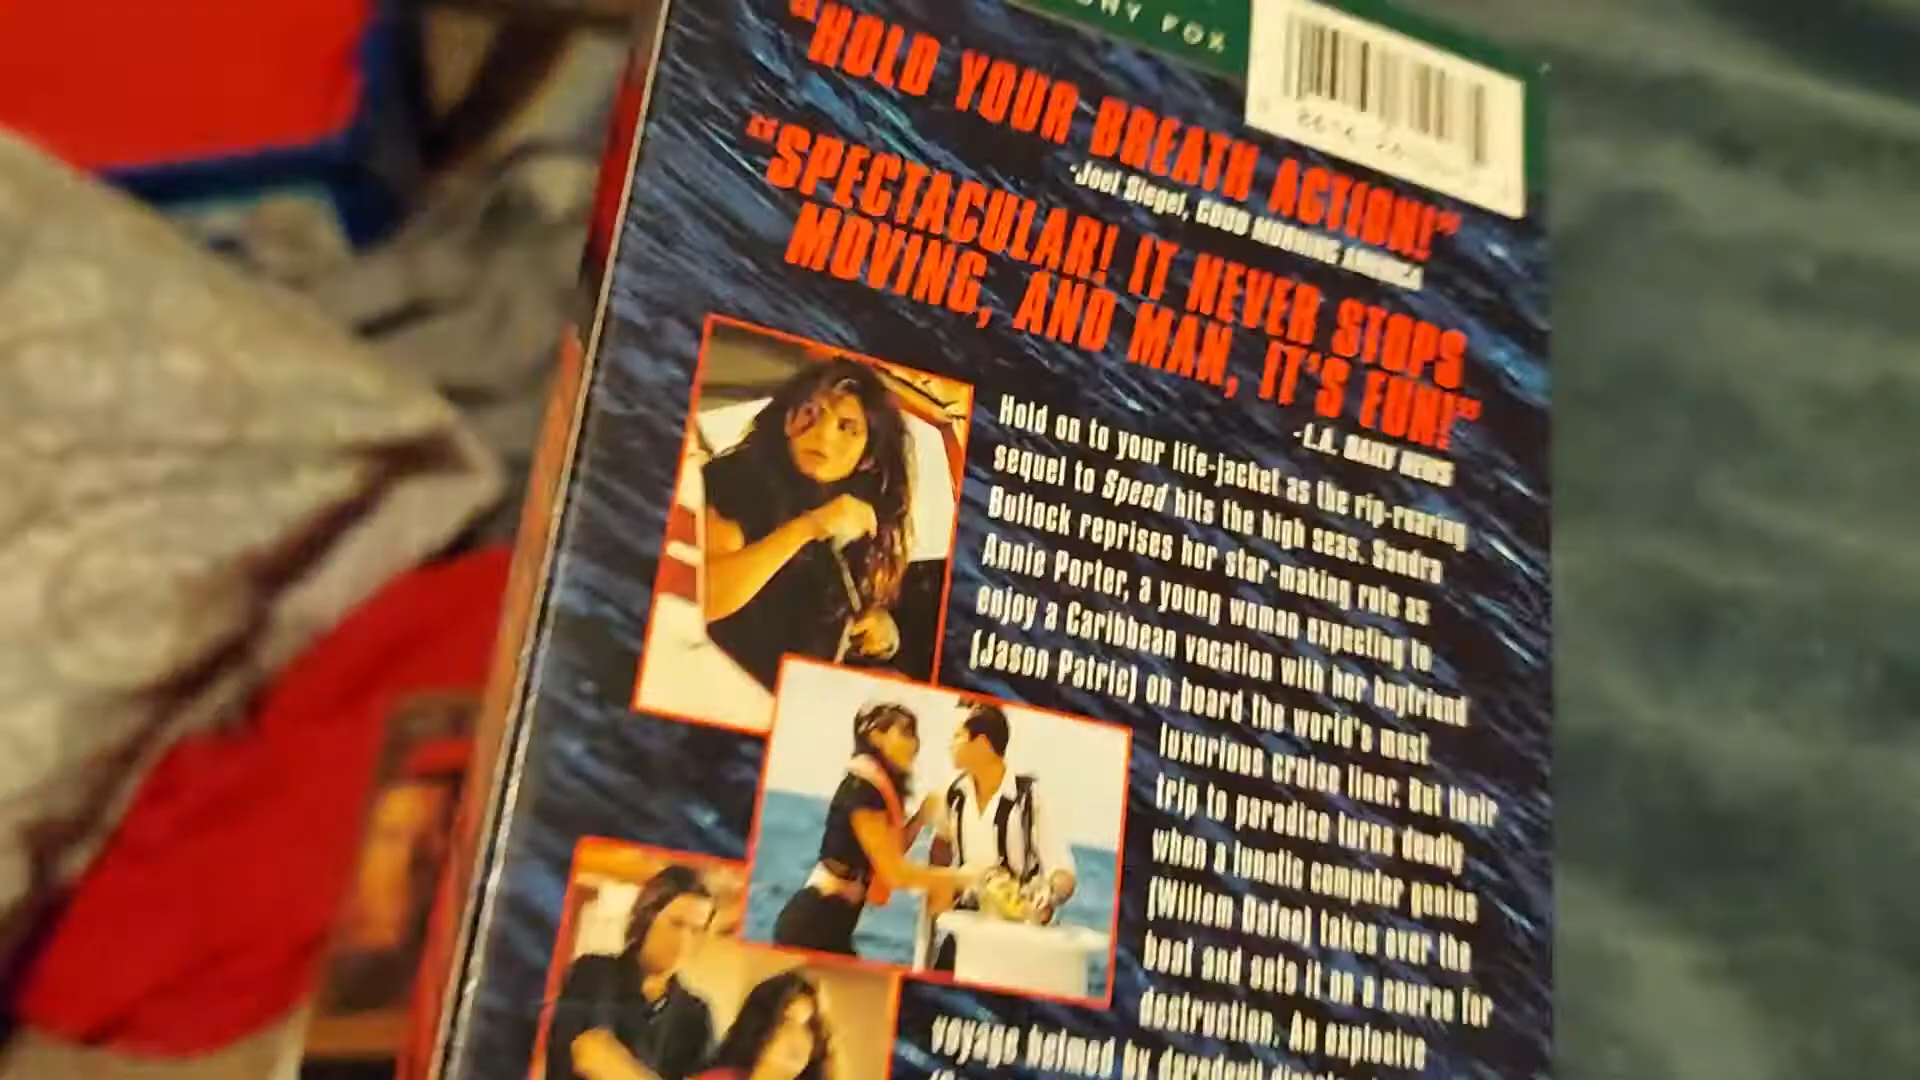 FOX
"HOLD YOUR BREATH ACTION!"
-Joel Siegel, GOOD MORNING AMERICA
"SPECTACULAR! IT NEVER STOPS
MOVING, AND MAN, IT'S FUN!"
-L.A. DAILY NEWS
Hold on to your life-jacket as the rip-roaring
sequel to Speed hits the high seas. Sandra
Bullock reprises her star-making role as
Annie Porter, a young woman expecting to
enjoy a Caribbean vacation with her boyfriend
(Jason Patric) on board the world's most
luxurious cruise liner. But their
trip to paradise turns deadly
when a lunatic computer genius
(Willem Dafoe) takes over the
boat and sets it on a course for
destruction. An explosive
voyage helmed by daredevil